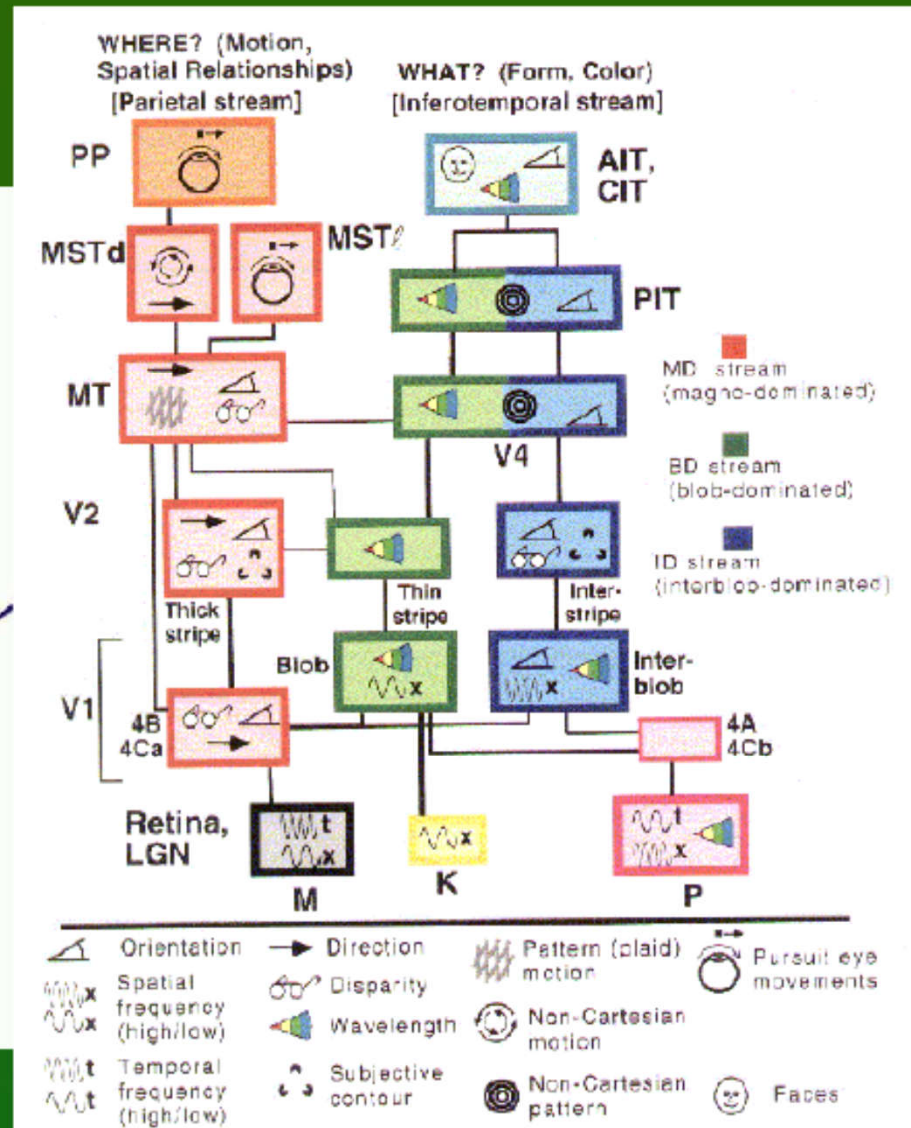 WHERE? (Motion,
Spatial Relationships)
[Parietal stream]
WHAT? (Form, Color)
[Inferotemporal stream]
PP
AIT,
CIT
MSTd
MSTℓ
PIT
MT
V4
MD stream
(magno-dominated)
BD stream
(blob-dominated)
ID stream
(interblob-dominated)
V2
Thick
stripe
Thin
stripe
Inter-
stripe
V1
Blob
x
x
Inter-
blob
4B
4Ca
4A
4Cb
Retina,
LGN
t
x
M
x
K
t
x
P
Orientation
Direction
Pattern (plaid)
motion
Pursuit eye
movements
x
x
Spatial
frequency
(high/low)
Disparity
Wavelength
Non-Cartesian
motion
t
t
Temporal
frequency
(high/low)
Subjective
contour
Non-Cartesian
pattern
Faces